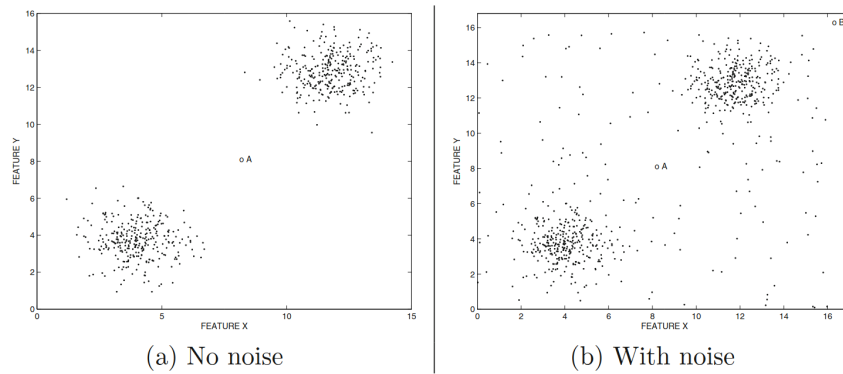 16
14
12
10
8
6
4
2
0
FEATURE Y
A
0 5 10 15
FEATURE X
(a) No noise
16
14
12
10
8
6
4
2
0
FEATURE Y
B
A
0 2 4 6 8 10 12 14 16
FEATURE X
(b) With noise